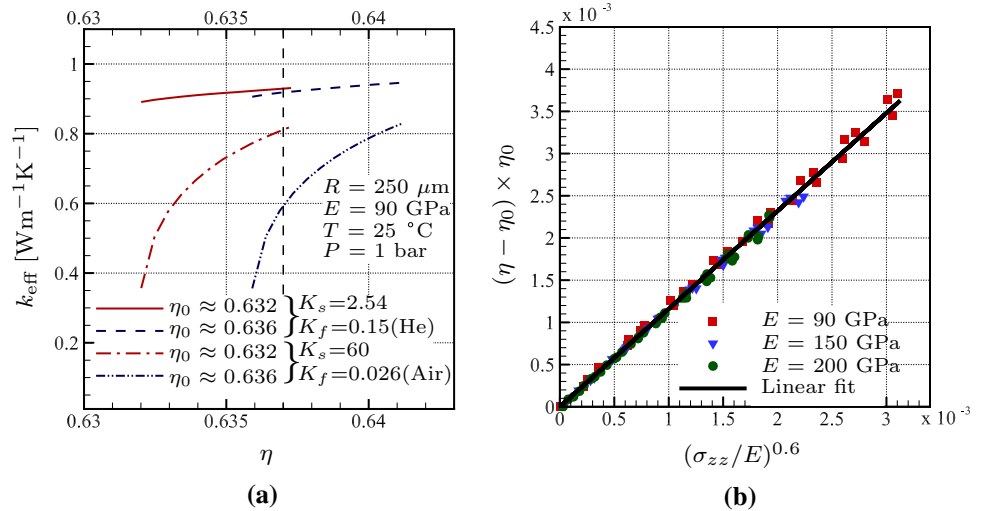 0.63 0.635 0.64
1
0.8
0.6
0.4
0.2
k_eff [Wm⁻¹K⁻¹]
R = 250 μm
E = 90 GPa
T = 25 °C
P = 1 bar
η₀ ≈ 0.632 } K_s=2.54
η₀ ≈ 0.636 K_f=0.15(He)
η₀ ≈ 0.632 } K_s=60
η₀ ≈ 0.636 K_f=0.026(Air)
0.63 0.635 0.64
η
(a)
x 10⁻³
4.5
4
3.5
3
2.5
2
1.5
1
0.5
0
(η − η₀) × η₀
E = 90 GPa
E = 150 GPa
E = 200 GPa
Linear fit
0 0.5 1 1.5 2 2.5 3 x 10⁻³
(σ_zz/E)^0.6
(b)